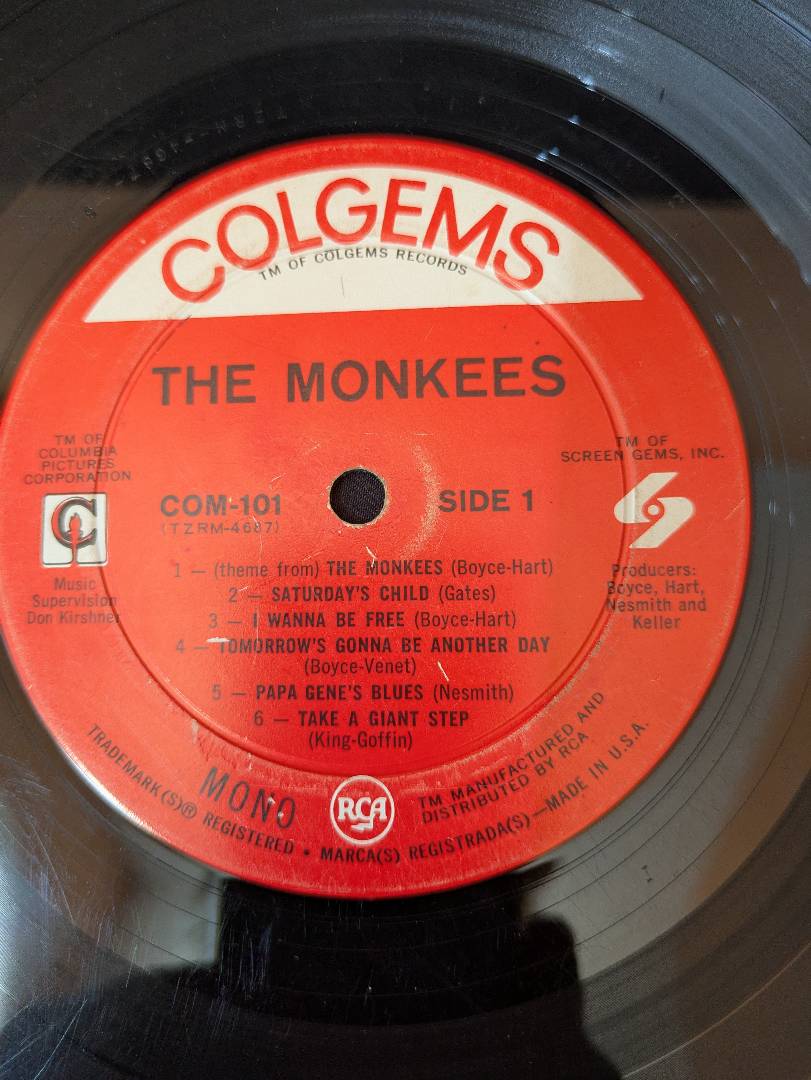 COLGEMS
TM OF COLGEMS RECORDS
THE MONKEES
TM OF
COLUMBIA
PICTURES
CORPORATION
Music
Supervision
Don Kirshner
COM-101
(TZRM-4687)
SIDE 1
TM OF
SCREEN GEMS, INC.
Producers:
Boyce, Hart,
Nesmith and
Keller
1 — (theme from) THE MONKEES (Boyce-Hart)
2 — SATURDAY'S CHILD (Gates)
3 — I WANNA BE FREE (Boyce-Hart)
4 — TOMORROW'S GONNA BE ANOTHER DAY
(Boyce-Venet)
5 — PAPA GENE'S BLUES (Nesmith)
6 — TAKE A GIANT STEP
(King-Goffin)
MONO
RCA
TM MANUFACTURED AND
DISTRIBUTED BY RCA
TRADEMARK(S)® REGISTERED • MARCA(S) REGISTRADA(S)—MADE IN U.S.A.